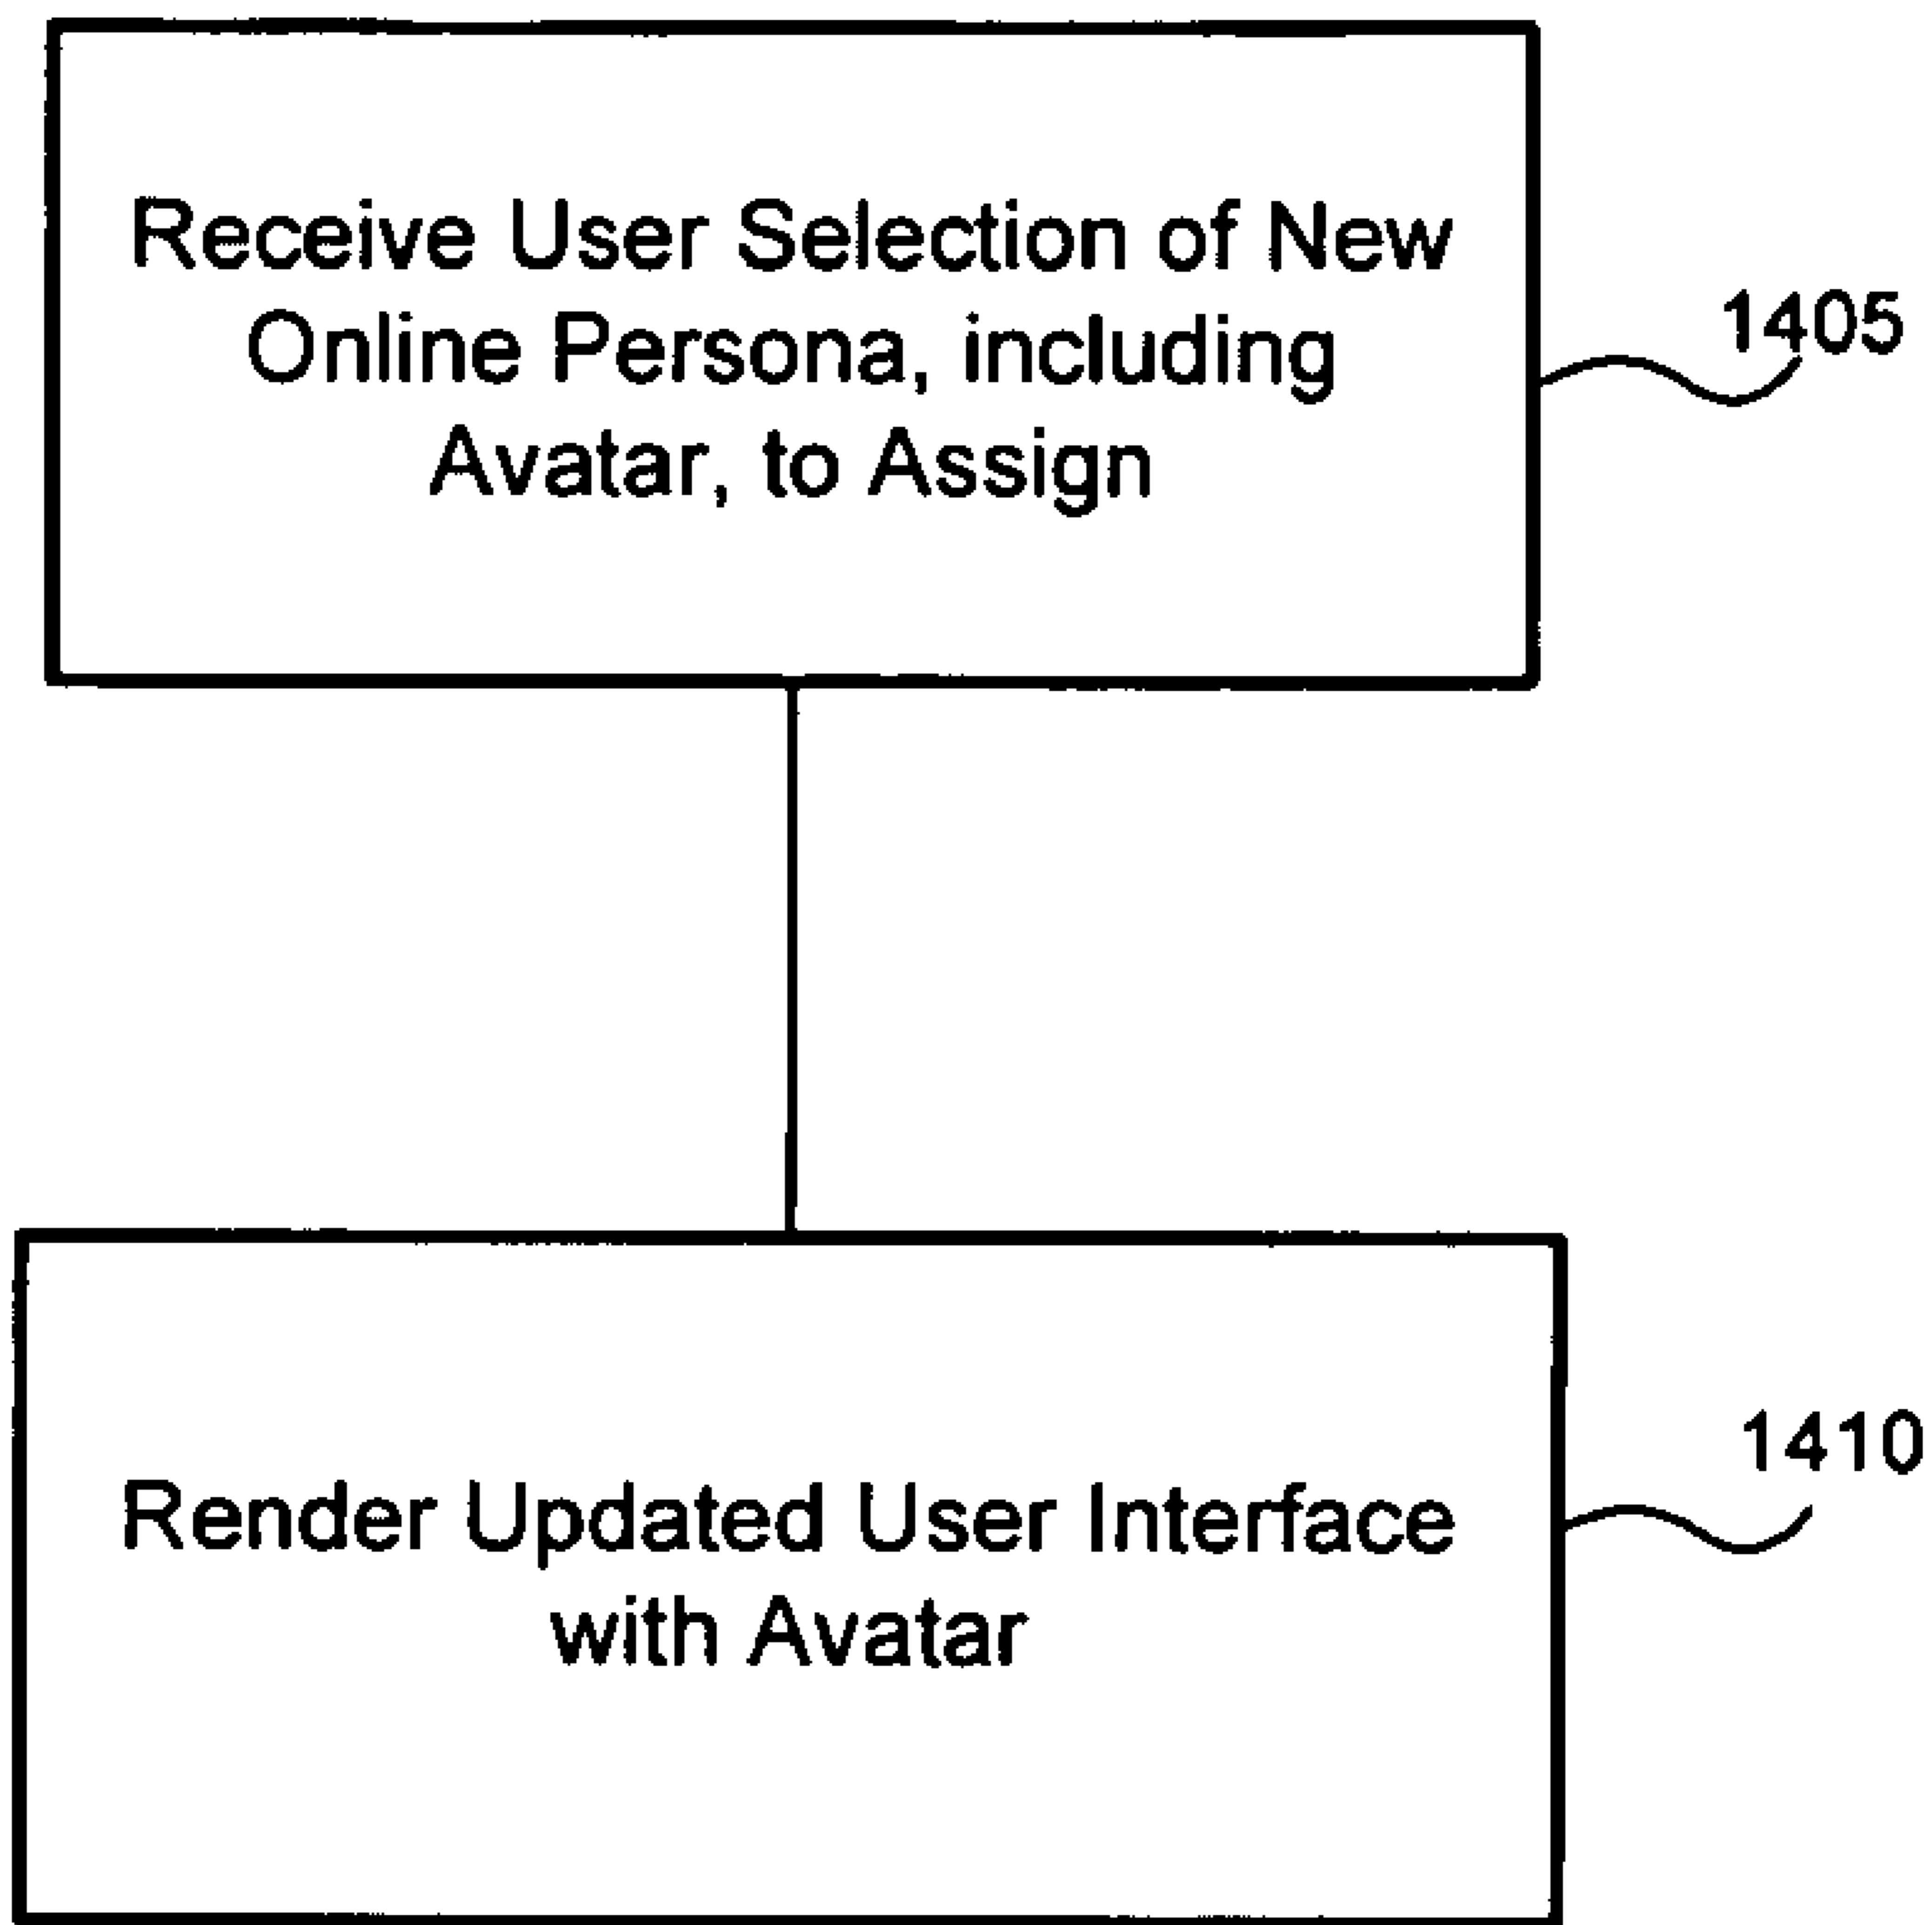 Receive User Selection of New
Online Persona, including
Avatar, to Assign
1405
Render Updated User Interface
with Avatar
1410